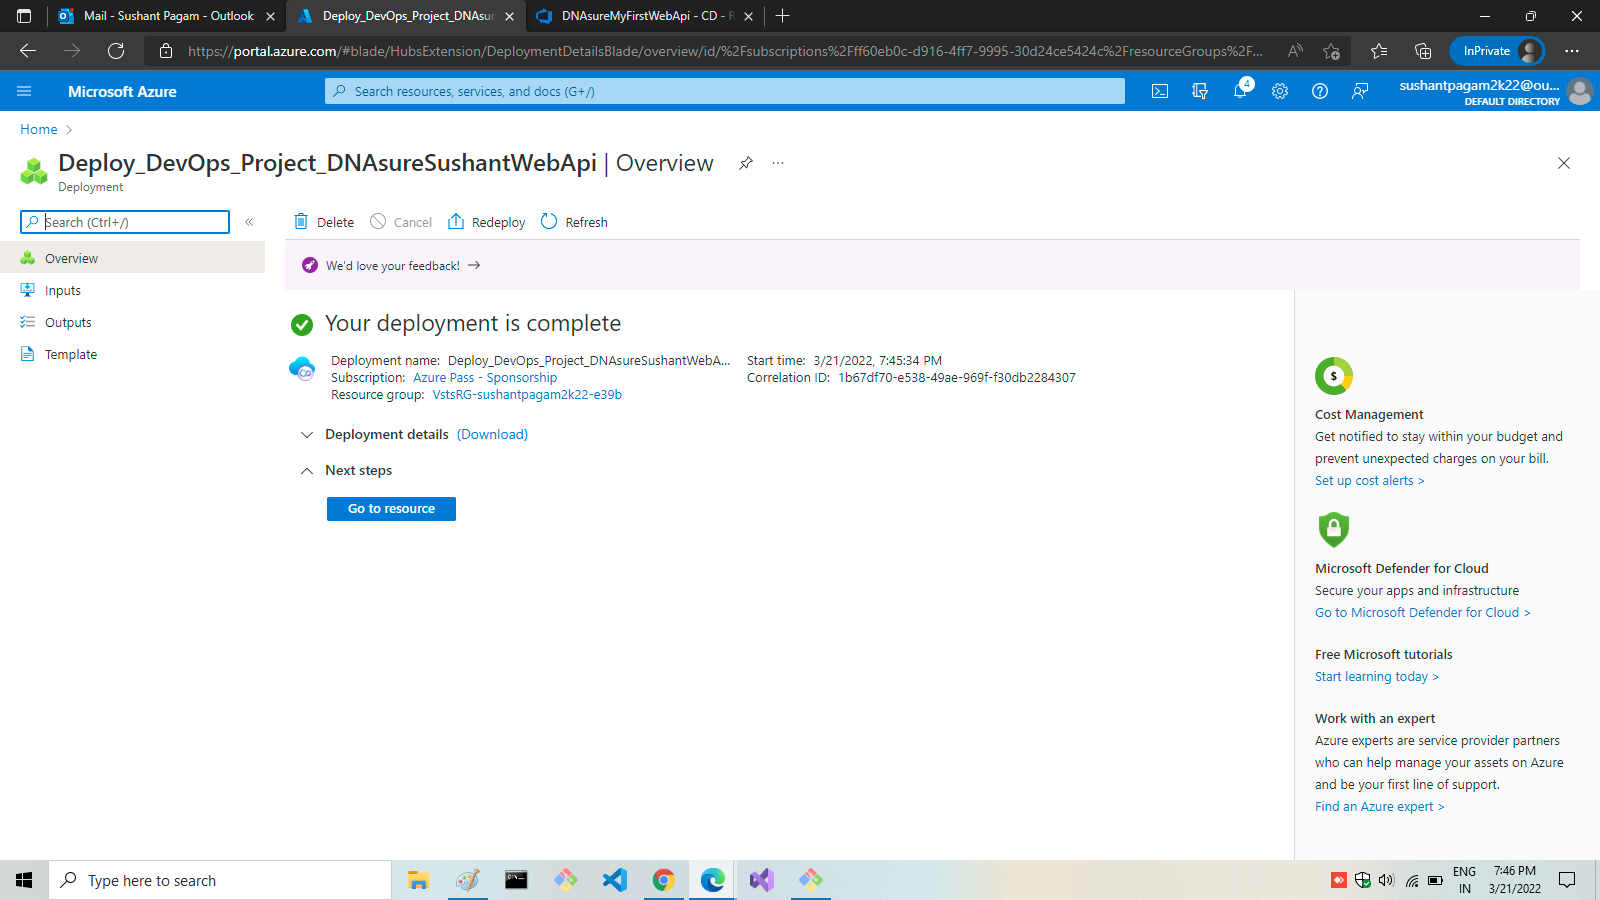 Mail - Sushant Pagam - Outlook
Deploy_DevOps_Project_DNAsur
DNAsureMyFirstWebApi - CD - R
https://portal.azure.com/#blade/HubsExtension/DeploymentDetailsBlade/overview/id/%2Fsubscriptions%2Fff60eb0c-d916-4ff7-9995-30d24ce5424c%2FresourceGroups%2F...
InPrivate
Microsoft Azure
Search resources, services, and docs (G+/)
4
sushantpagam2k22@ou...
DEFAULT DIRECTORY
Home
Deploy_DevOps_Project_DNAsureSushantWebApi | Overview
Deployment
Search (Ctrl+/)
Delete
Cancel
Redeploy
Refresh
Overview
Inputs
Outputs
Template
We'd love your feedback! →
Your deployment is complete
Deployment name: Deploy_DevOps_Project_DNAsureSushantWebA...
Subscription: Azure Pass - Sponsorship
Resource group: VstsRG-sushantpagam2k22-e39b
Start time: 3/21/2022, 7:45:34 PM
Correlation ID: 1b67df70-e538-49ae-969f-f30db2284307
Deployment details (Download)
Next steps
Go to resource
Cost Management
Get notified to stay within your budget and
prevent unexpected charges on your bill.
Set up cost alerts >
Microsoft Defender for Cloud
Secure your apps and infrastructure
Go to Microsoft Defender for Cloud >
Free Microsoft tutorials
Start learning today >
Work with an expert
Azure experts are service provider partners
who can help manage your assets on Azure
and be your first line of support.
Find an Azure expert >
Type here to search
ENG
IN
7:46 PM
3/21/2022